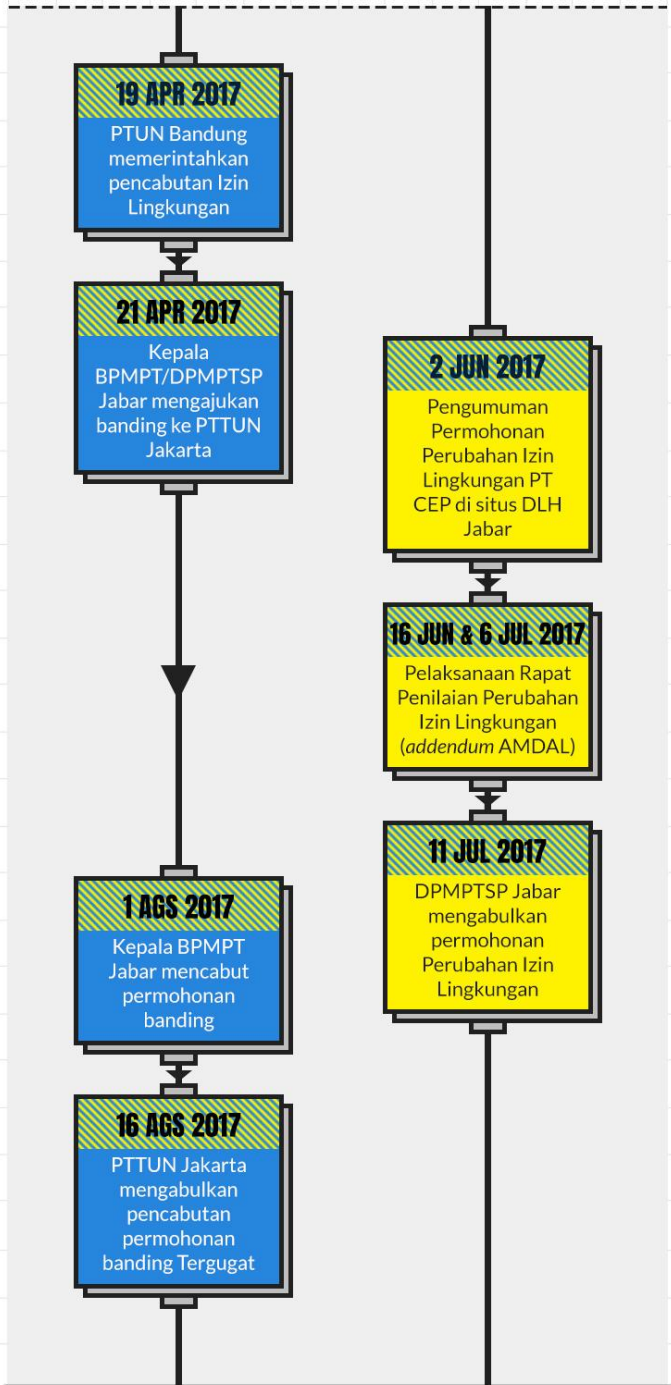 19 APR 2017
PTUN Bandung
memerintahkan
pencabutan Izin
Lingkungan
21 APR 2017
Kepala
BPMPT/DPMPTSP
Jabar mengajukan
banding ke PTTUN
Jakarta
2 JUN 2017
Pengumuman
Permohonan
Perubahan Izin
Lingkungan PT
CEP di situs DLH
Jabar
16 JUN & 6 JUL 2017
Pelaksanaan Rapat
Penilaian Perubahan
Izin Lingkungan
(addendum AMDAL)
11 JUL 2017
DPMPTSP Jabar
mengabulkan
permohonan
Perubahan Izin
Lingkungan
1 AGS 2017
Kepala BPMPT
Jabar mencabut
permohonan
banding
16 AGS 2017
PTTUN Jakarta
mengabulkan
pencabutan
permohonan
banding Tergugat